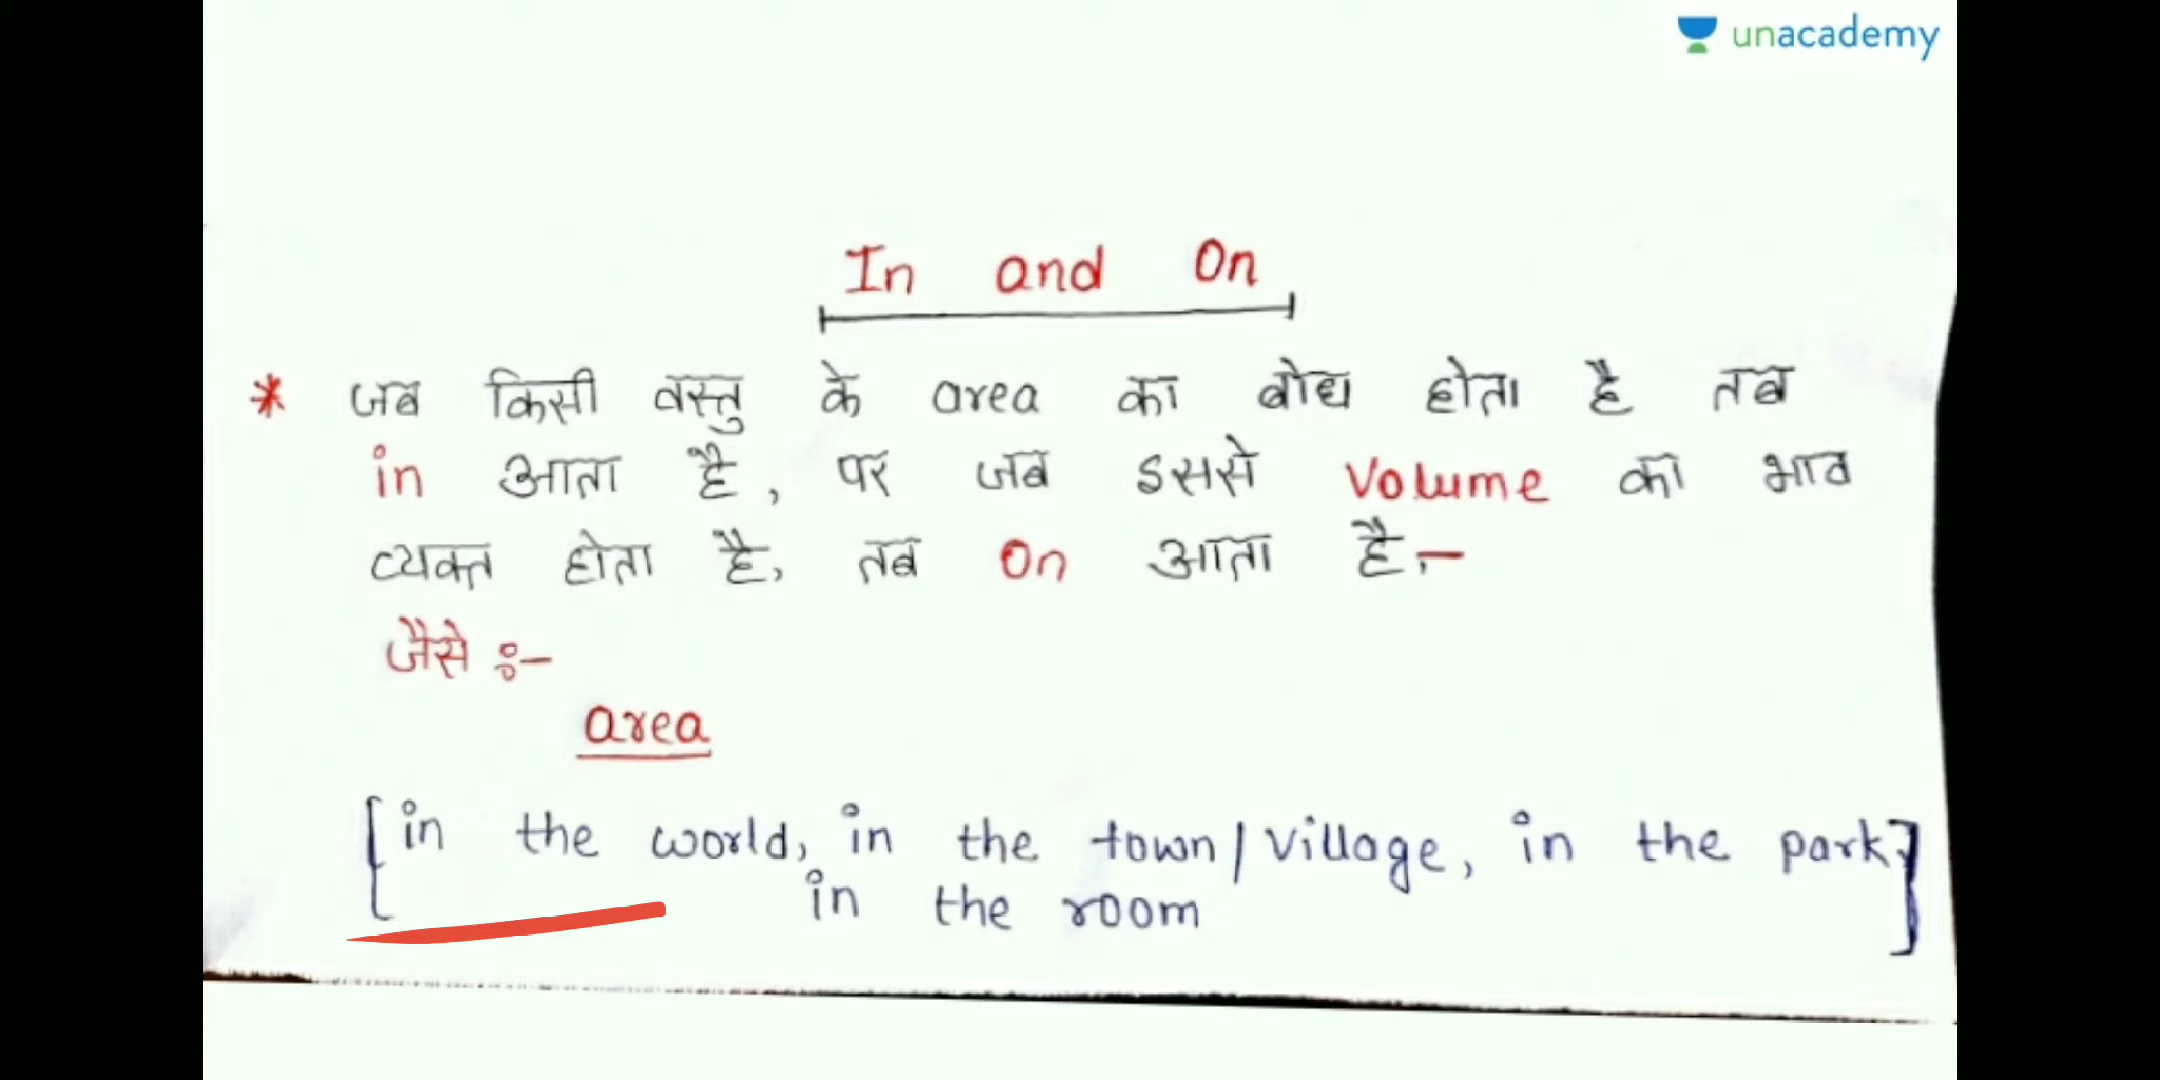 unacademy
In and On
* जब किसी वस्तु के area का बोध होता है तब
in आता है, पर जब इससे Volume का भाव
व्यक्त होता है, तब On आता है,-
जैसे :-
area
[in the world, in the town/village, in the park,]
in the room